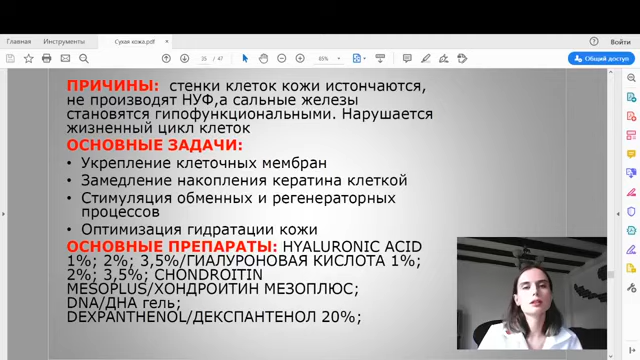 Главная Инструменты Сухая кожа.pdf × Войти
35 / 47 65% Общий доступ
ПРИЧИНЫ: стенки клеток кожи истончаются,
не производят НУФ,а сальные железы
становятся гипофункциональными. Нарушается
жизненный цикл клеток
ОСНОВНЫЕ ЗАДАЧИ:
• Укрепление клеточных мембран
• Замедление накопления кератина клеткой
• Стимуляция обменных и регенераторных
процессов
• Оптимизация гидратации кожи
ОСНОВНЫЕ ПРЕПАРАТЫ: HYALURONIC ACID
1%; 2%; 3,5%/ГИАЛУРОНОВАЯ КИСЛОТА 1%;
2%; 3,5%; CHONDROITIN
MESOPLUS/ХОНДРОИТИН МЕЗОПЛЮС;
DNA/ДНА гель;
DEXPANTHENOL/ДЕКСПАНТЕНОЛ 20%;